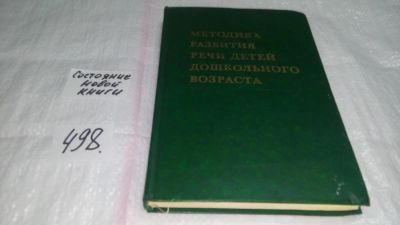 Состояние
новой
книги
498.
МЕТОДИКА
РАЗВИТИЯ
РЕЧИ ДЕТЕЙ
ДОШКОЛЬНОГО
ВОЗРАСТА